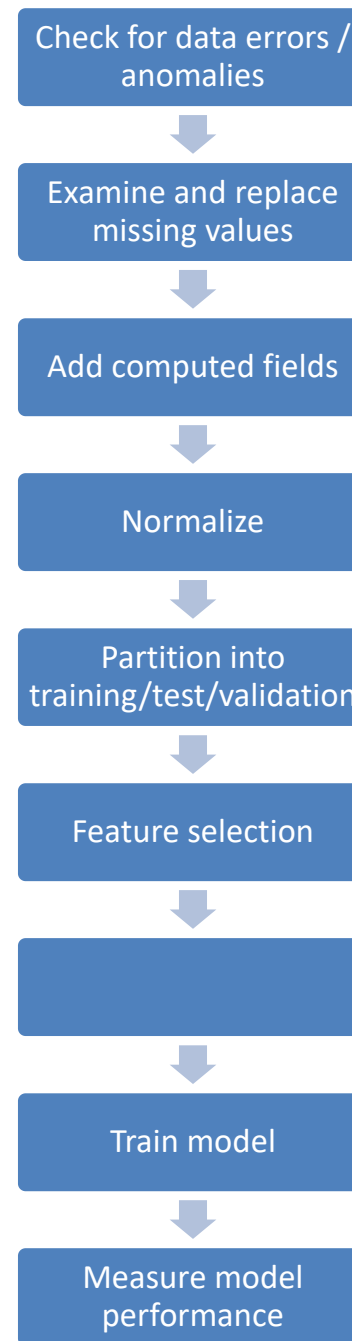 Check for data errors /
anomalies
Examine and replace
missing values
Add computed fields
Normalize
Partition into
training/test/validation
Feature selection
Train model
Measure model
performance